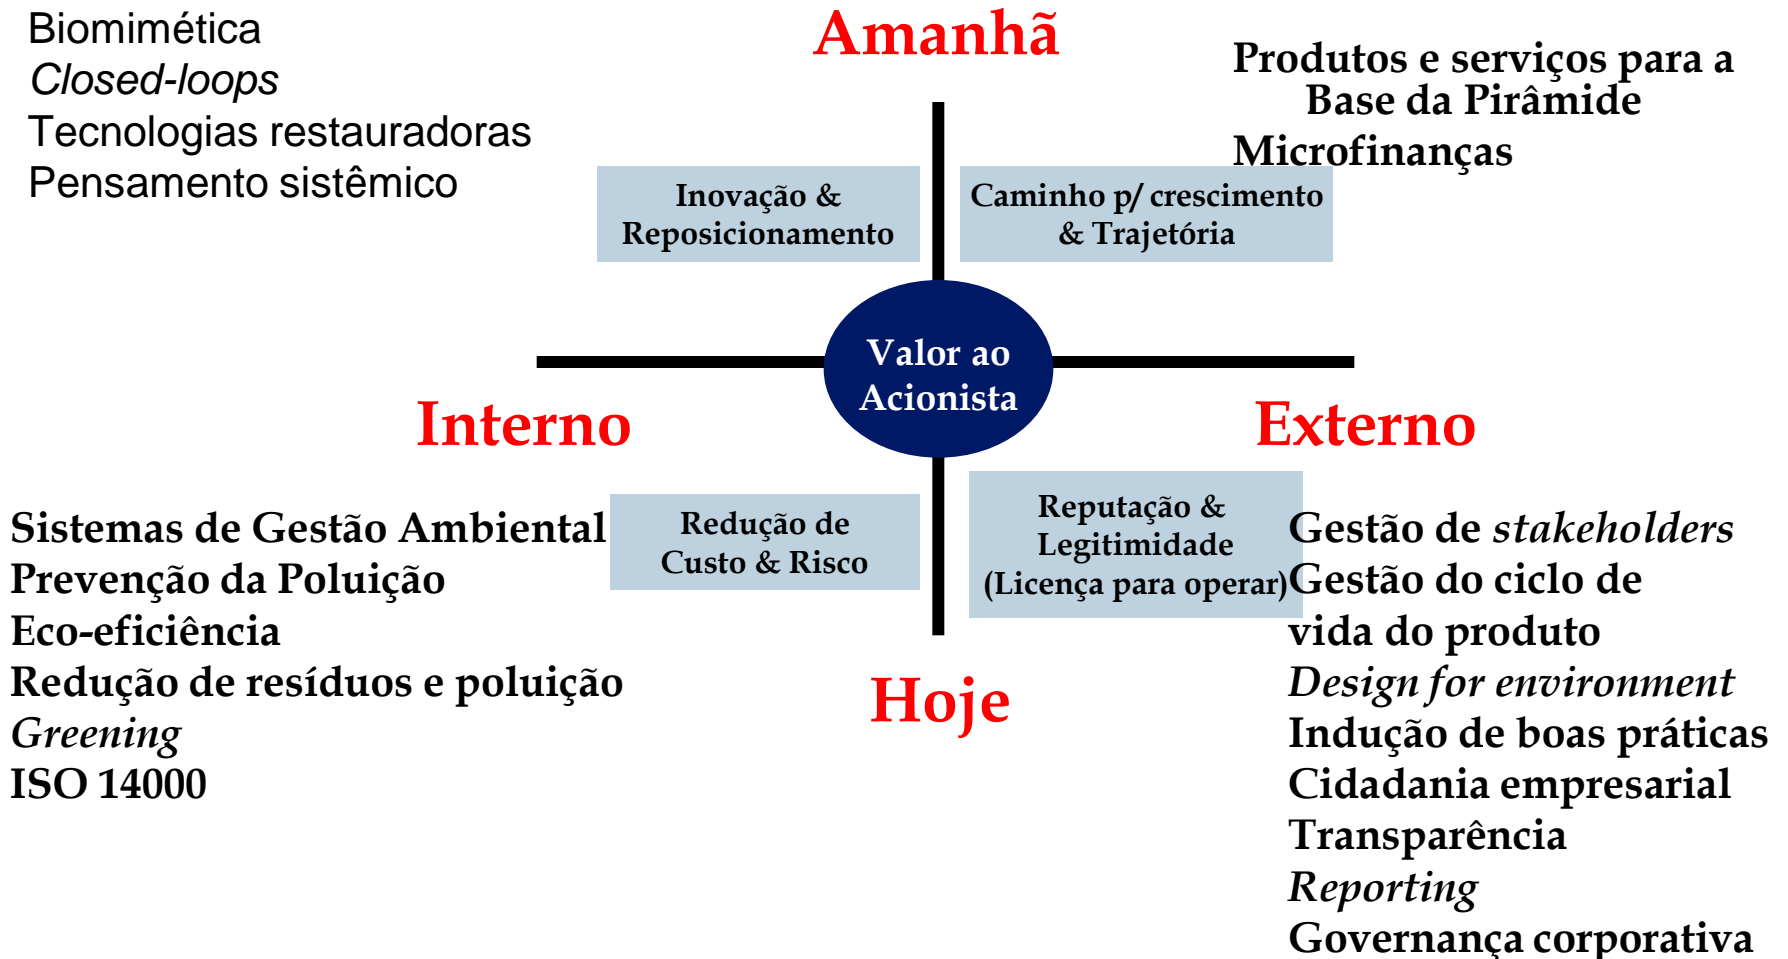 Biomimética
Closed-loops
Tecnologias restauradoras
Pensamento sistêmico
Amanhã
Produtos e serviços para a
Base da Pirâmide
Microfinanças
Inovação &
Reposicionamento
Caminho p/ crescimento
& Trajetória
Valor ao
Acionista
Interno
Externo
Sistemas de Gestão Ambiental
Prevenção da Poluição
Eco-eficiência
Redução de resíduos e poluição
Greening
ISO 14000
Redução de
Custo & Risco
Reputação &
Legitimidade
(Licença para operar)
Hoje
Gestão de stakeholders
Gestão do ciclo de
vida do produto
Design for environment
Indução de boas práticas
Cidadania empresarial
Transparência
Reporting
Governança corporativa